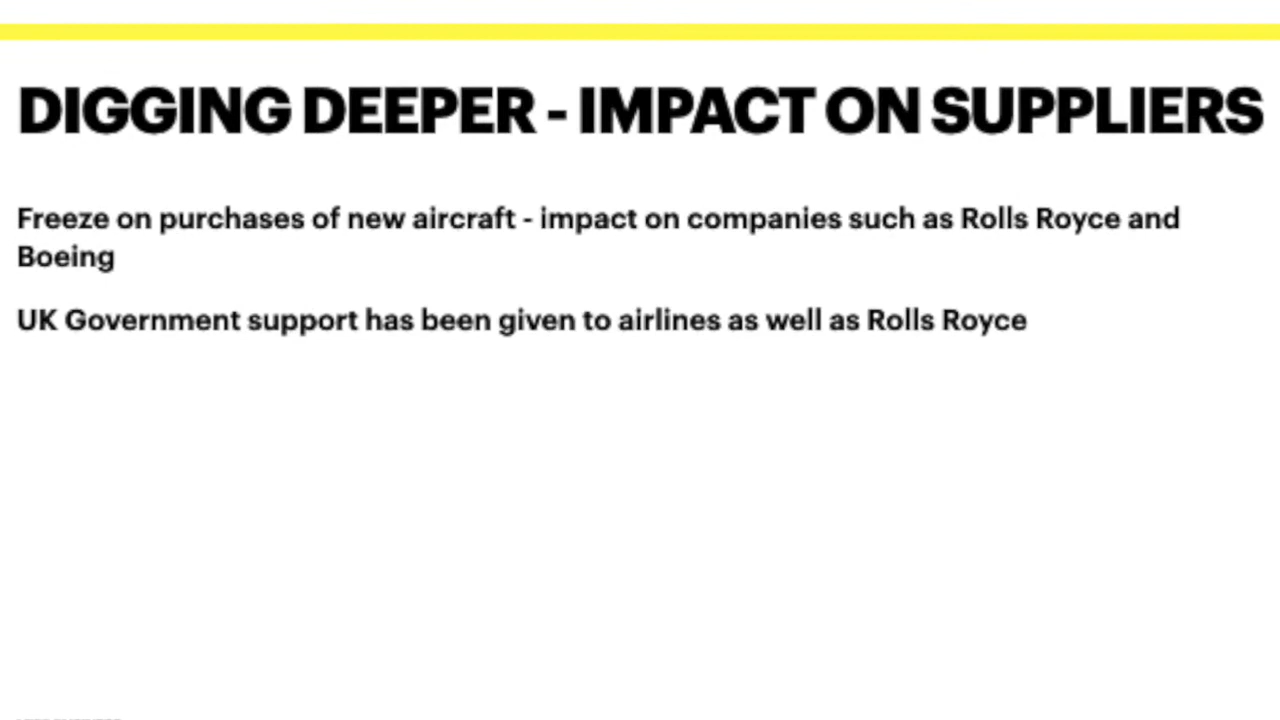 DIGGING DEEPER - IMPACT ON SUPPLIERS
Freeze on purchases of new aircraft - impact on companies such as Rolls Royce and
Boeing
UK Government support has been given to airlines as well as Rolls Royce